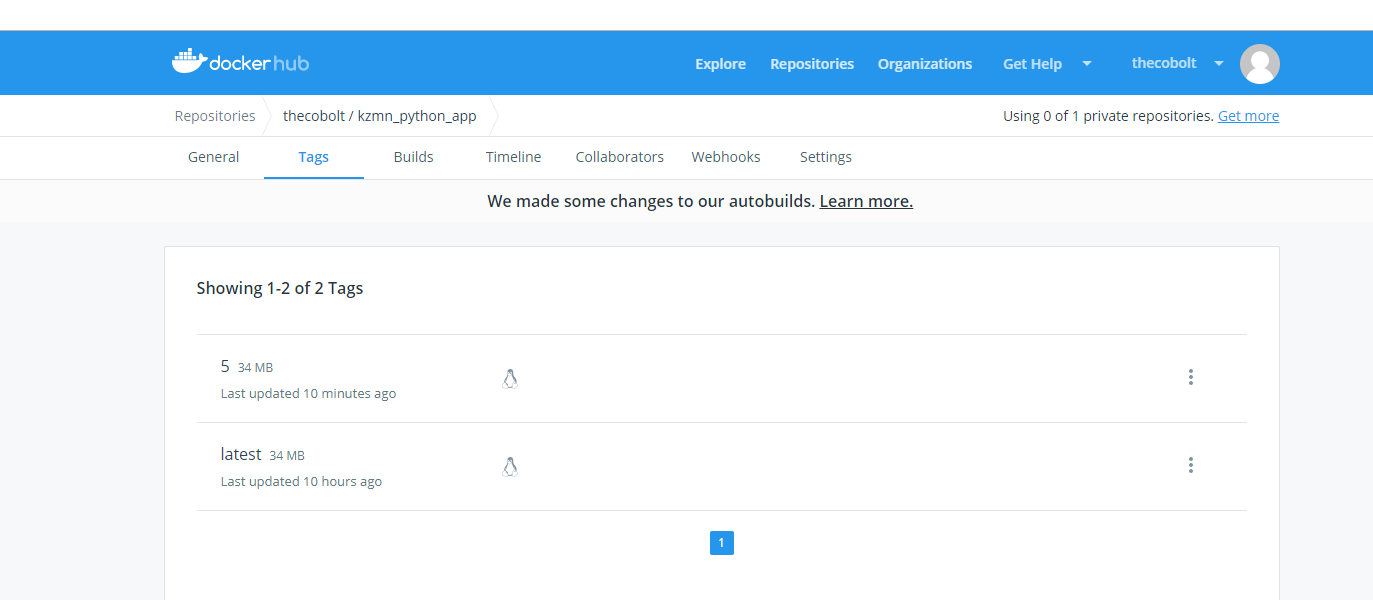 docker hub
Explore Repositories Organizations Get Help thecobolt
Repositories thecobolt / kzmn_python_app Using 0 of 1 private repositories. Get more
General Tags Builds Timeline Collaborators Webhooks Settings
We made some changes to our autobuilds. Learn more.
Showing 1-2 of 2 Tags
5 34 MB
Last updated 10 minutes ago
latest 34 MB
Last updated 10 hours ago
1